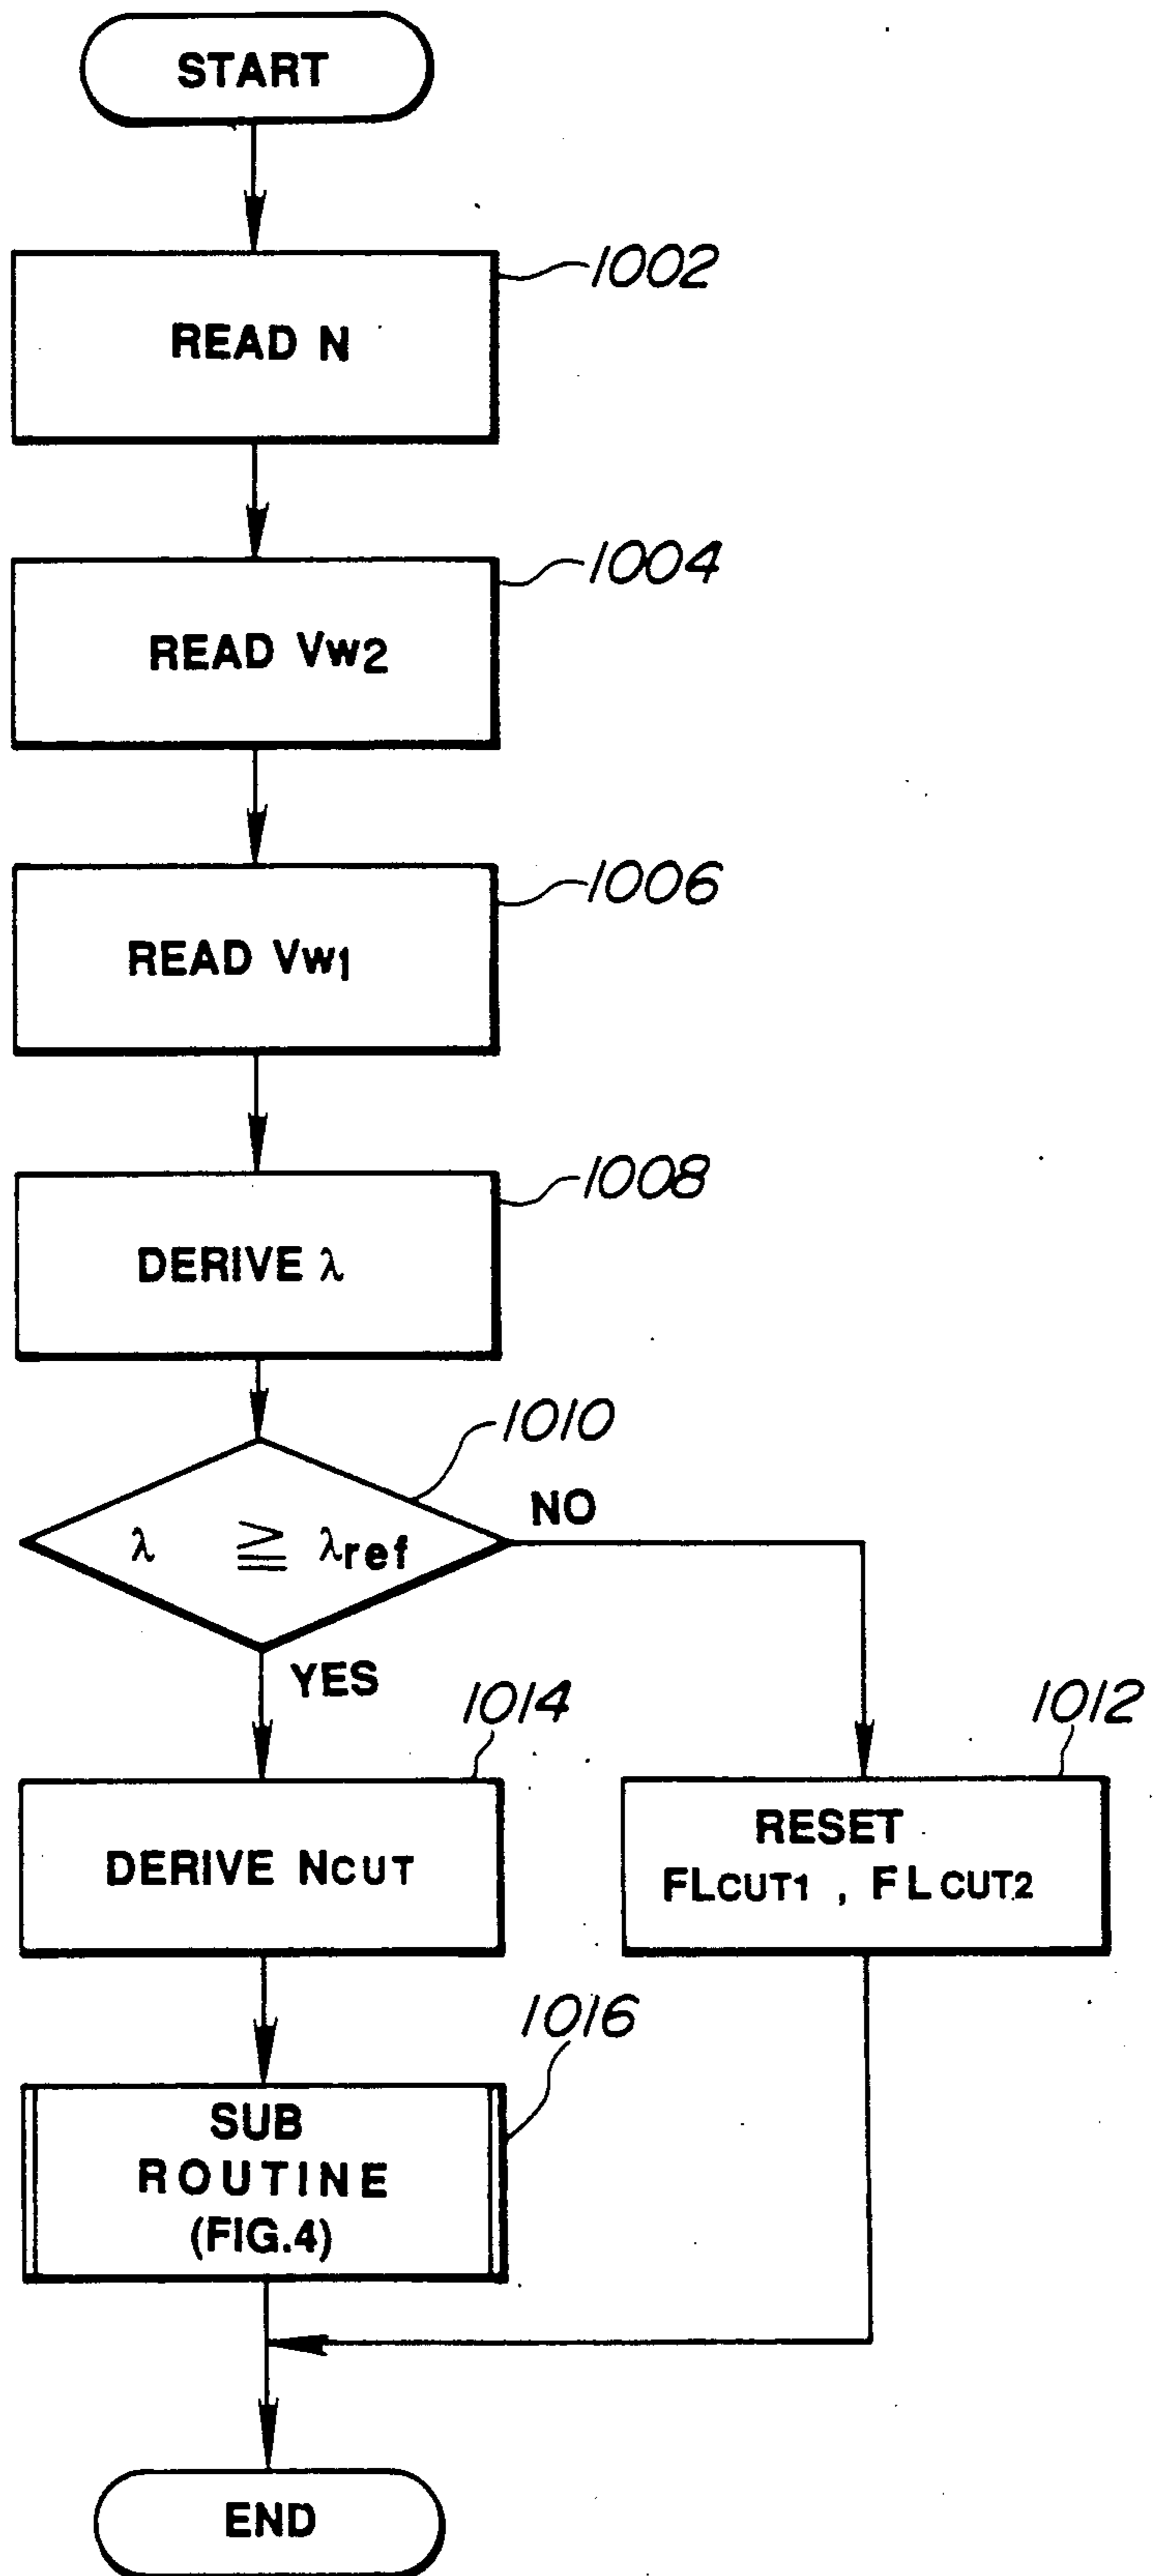 START
1002
READ N
1004
READ Vw2
1006
READ Vw1
1008
DERIVE λ
1010
NO
λ ≧ λref
YES
1014
1012
DERIVE NCUT
RESET
FLCUT1 , FLCUT2
1016
SUB
ROUTINE
(FIG.4)
END